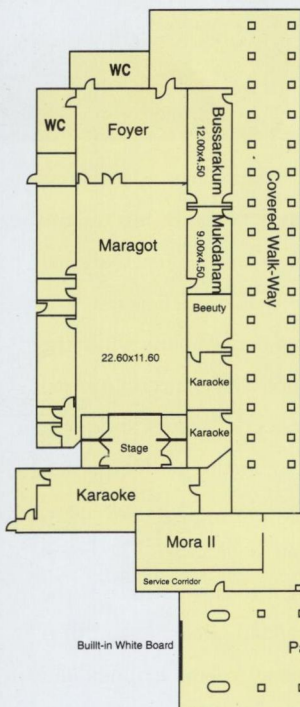 WC
WC
Foyer
Bussarakum
12.00x4.50
Mukdaham
9.00x4.50
Covered Walk-Way
Maragot
22.60x11.60
Beeuty
Karaoke
Karaoke
Stage
Karaoke
Mora II
Service Corridor
Buillt-in White Board